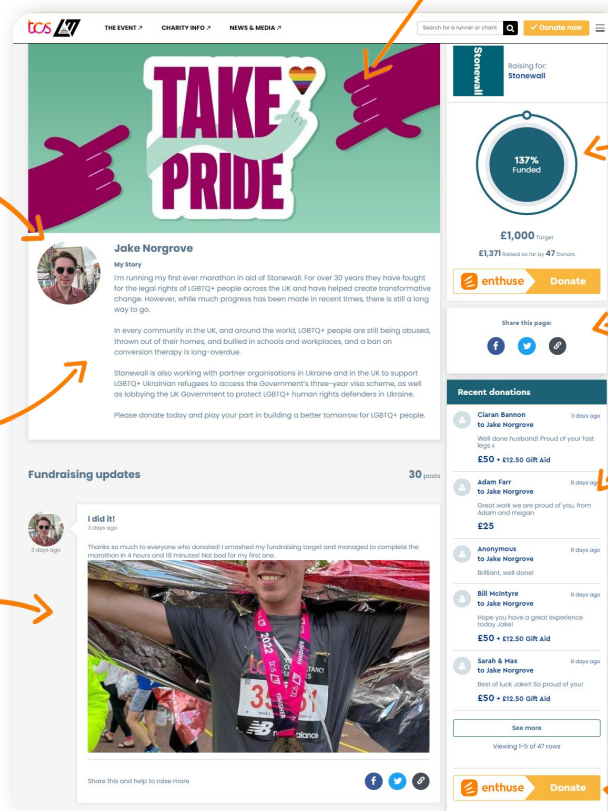 tcs
THE EVENT ↗
CHARITY INFO ↗
NEWS & MEDIA ↗
Search for a runner or charit
✓ Donate now
TAKE
PRIDE
Jake Norgrove
My Story
I'm running my first ever marathon in aid of Stonewall. For over 30 years they have fought
for the legal rights of LGBTQ+ people across the UK and have helped create transformative
change. However, while much progress has been made in recent times, there is still a long
way to go.
In every community in the UK, and around the world, LGBTQ+ people are still being abused,
thrown out of their homes, and bullied in schools and workplaces, and a ban on
conversion therapy is long-overdue.
Stonewall is also working with partner organisations in Ukraine and in the UK to support
LGBTQ+ Ukrainian refugees to access the Government's three-year visa scheme, as well
as lobbying the UK Government to protect LGBTQ+ human rights defenders in Ukraine.
Please donate today and play your part in building a better tomorrow for LGBTQ+ people.
Fundraising updates
30 posts
3 days ago
I did it!
3 days ago
Thanks so much to everyone who donated! I smashed my fundraising target and managed to complete the
marathon in 4 hours and 18 minutes! Not bad for my first one.
2022
tcs
FINISHER
new balance
Share this and help to raise more
Stonewall
Raising for:
Stonewall
137%
Funded
£1,000 Target
£1,371 Raised so far by 47 Donors
enthuse
Donate
Share this page:
Recent donations
Ciaran Bannon
3 days ago
to Jake Norgrove
Well done husband! Proud of your fast
legs x
£50 + £12.50 Gift Aid
Adam Farr
8 days ago
to Jake Norgrove
Great work we are proud of you, from
Adam and megan
£25
Anonymous
8 days ago
to Jake Norgrove
Brilliant, well done!
Bill McIntyre
8 days ago
to Jake Norgrove
Hope you have a great experience
today Jake!
£50 + £12.50 Gift Aid
Sarah & Max
8 days ago
to Jake Norgrove
Best of luck Jake!! So proud of you!
£50 + £12.50 Gift Aid
See more
Viewing 1-5 of 47 rows
enthuse
Donate